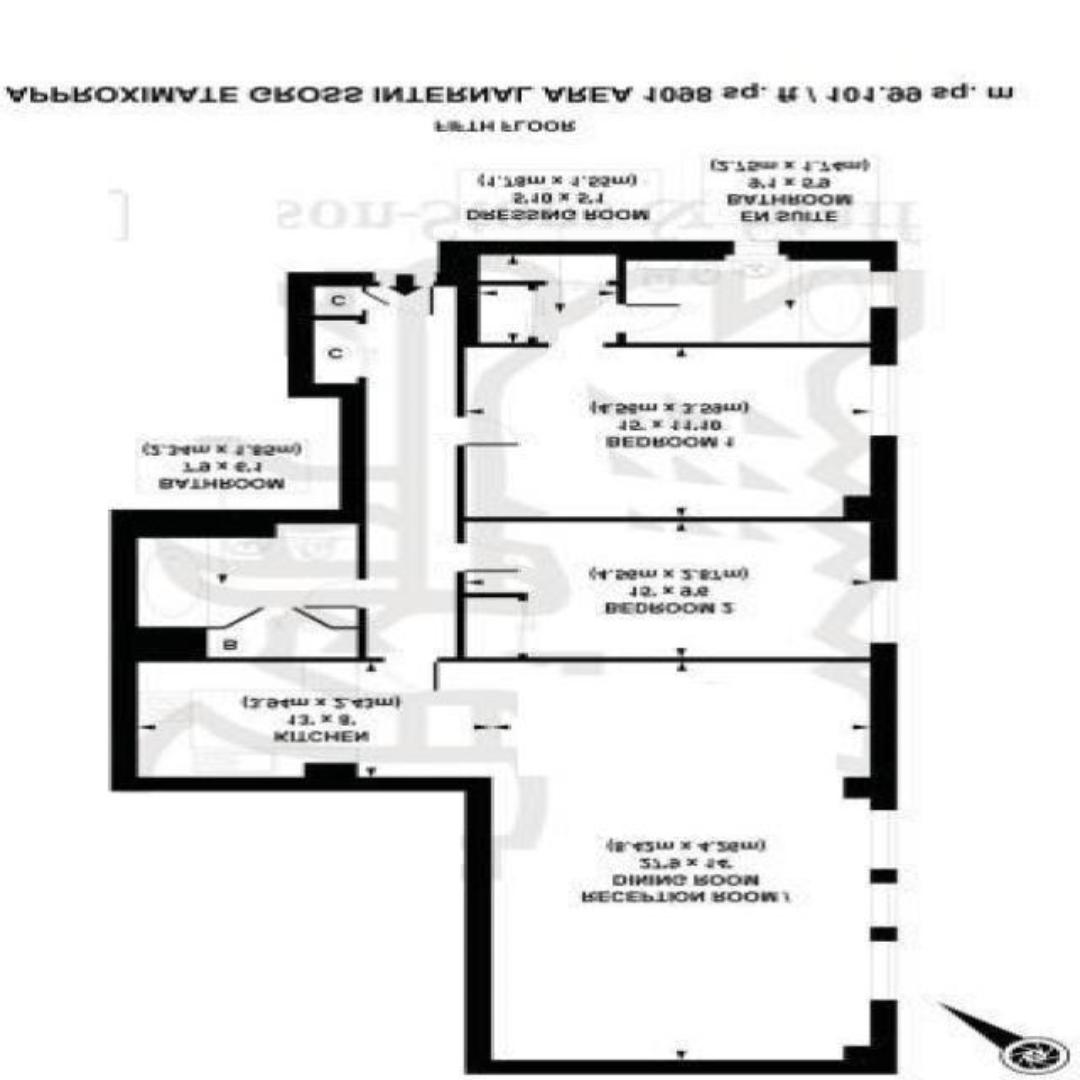 RECEPTION ROOM /
DINING ROOM
27'9 x 14'
(8.42m x 4.26m)
KITCHEN
13' x 8'
(3.94m x 2.43m)
B
BEDROOM 2
15' x 9'6
(4.56m x 2.87m)
BATHROOM
7'9 x 6'1
(2.34m x 1.85m)
BEDROOM 1
15' x 11'10
(4.56m x 3.59m)
C
C
DRESSING ROOM
5'10 x 5'1
(1.78m x 1.55m)
EN SUITE
BATHROOM
9'1 x 5'9
(2.75m x 1.74m)
FIFTH FLOOR
APPROXIMATE GROSS INTERNAL AREA 1098 sq. ft / 101.99 sq. m